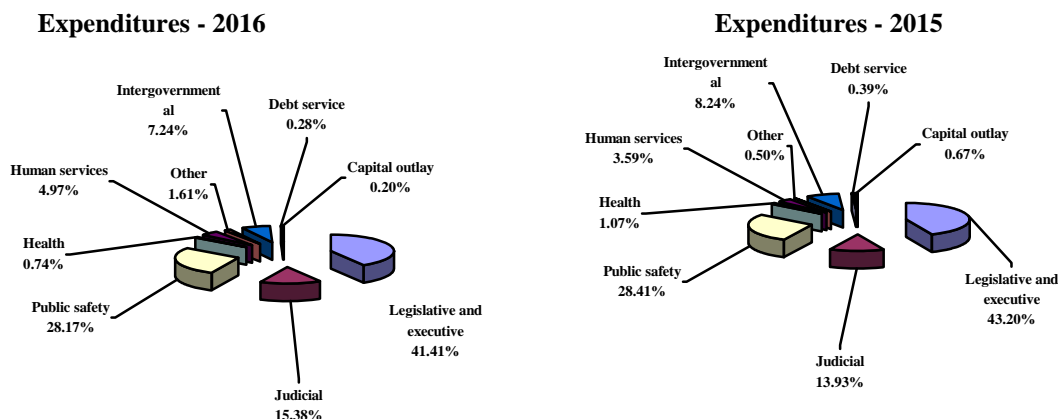 Expenditures - 2016
Intergovernment
al
7.24%
Debt service
0.28%
Human services
4.97%
Other
1.61%
Capital outlay
0.20%
Health
0.74%
Public safety
28.17%
Legislative and
executive
41.41%
Judicial
15.38%
Expenditures - 2015
Intergovernment
al
8.24%
Debt service
0.39%
Human services
3.59%
Other
0.50%
Capital outlay
0.67%
Health
1.07%
Public safety
28.41%
Legislative and
executive
43.20%
Judicial
13.93%